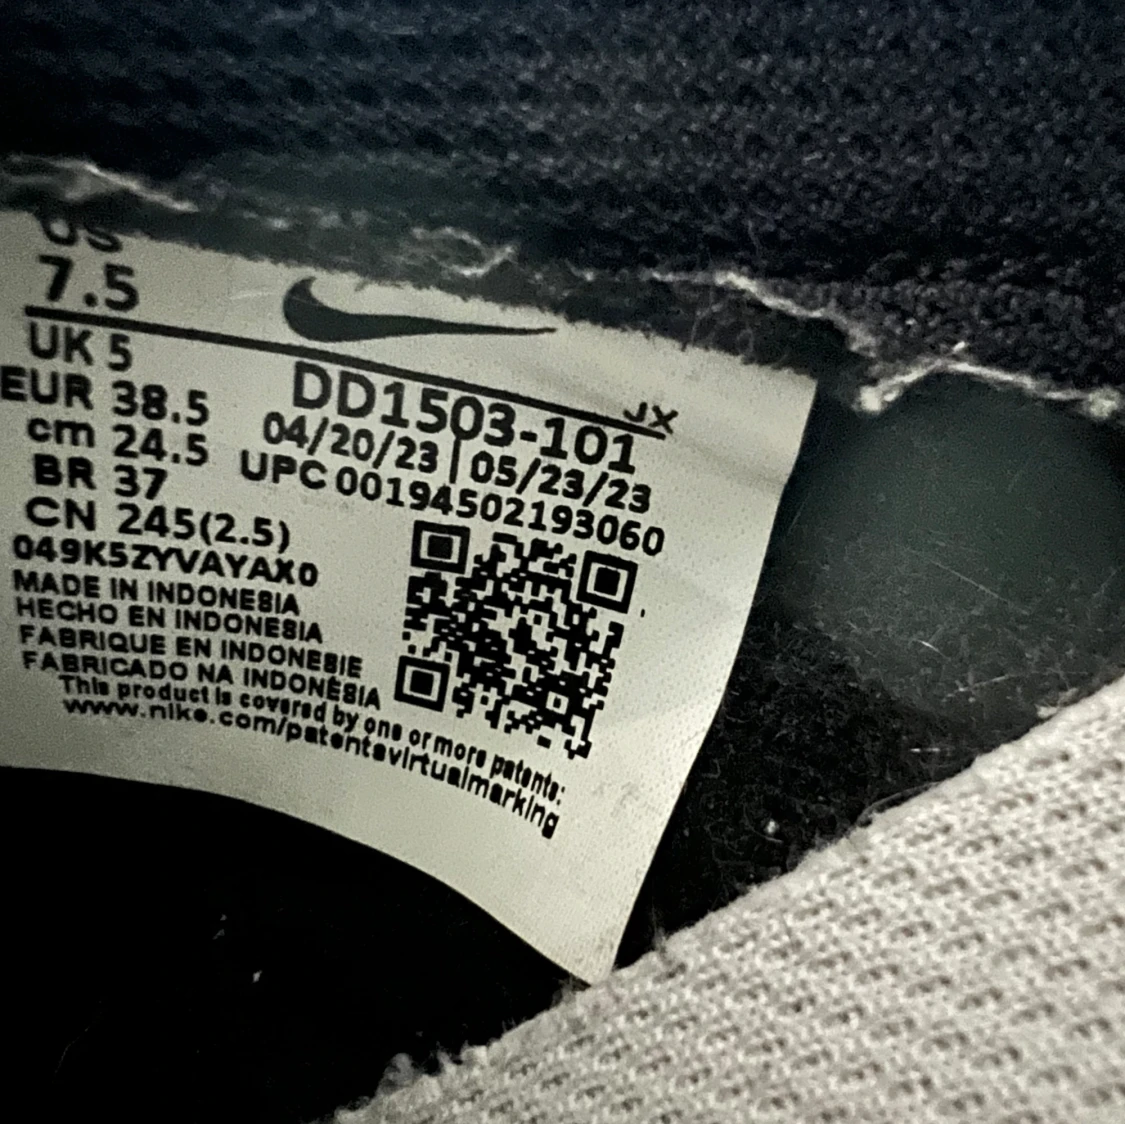 US
7.5
UK 5
EUR 38.5
cm 24.5
BR 37
CN 245(2.5)
049K5ZYVAYAX0
MADE IN INDONESIA
HECHO EN INDONESIA
FABRIQUE EN INDONESIE
FABRICADO NA INDONÉSIA
This product is covered by one or more patents:
www.nike.com/patentsvirtualmarking
JX
DD1503-101
04/20/23 | 05/23/23
UPC 00194502193060